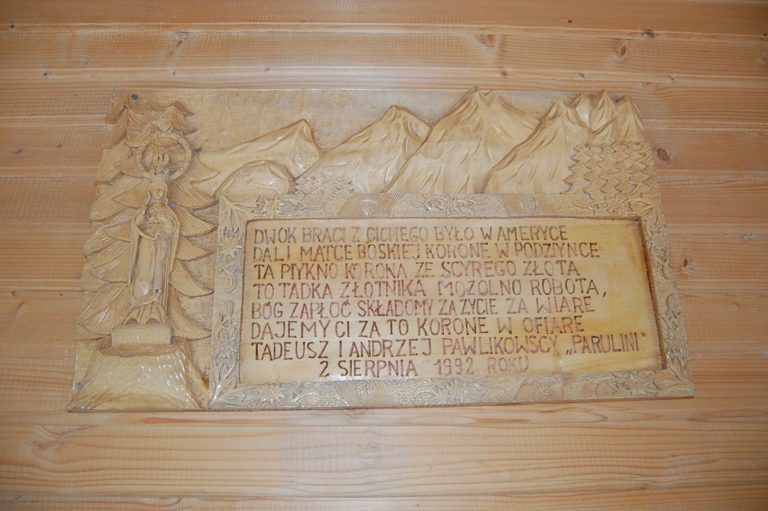 DWOK BRACI Z CICHEGO BYŁO W AMERYCE
DALI MATCE BOSKIEJ KORONE W PODZIYNCE
TA PIYKNO KORONA ZE SCYREGO ZŁOTA
TO TADKA ZŁOTNIKA MOZOLNO ROBOTA,
BÓG ZAPŁOĆ SKŁADOMY ZA ZYCIE ZA WIARE
DAJEMY CI ZA TO KORONE W OFIARE
TADEUSZ I ANDRZEJ PAWLIKOWSCY „PARULINI"
2 SIERPNIA 1992 ROKU